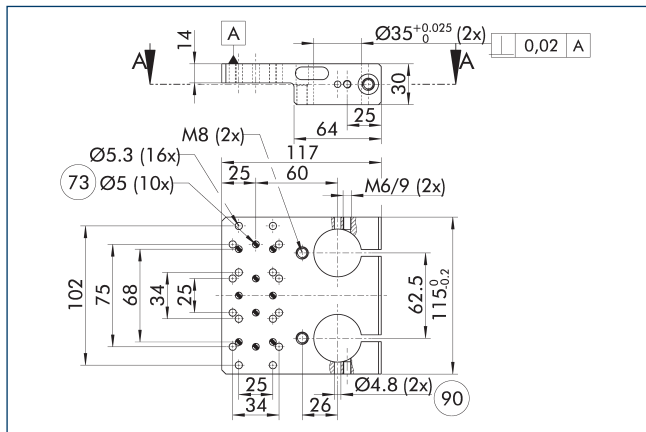 A
Ø35 +0.025 0 (2x)
⊥ 0,02 A
14
A
A
30
25
64
M8 (2x)
117
Ø5.3 (16x)
25
60
M6/9 (2x)
73
Ø5 (10x)
102
75
68
34
25
62.5
115 0 -0.2
25
Ø4.8 (2x)
90
34
26